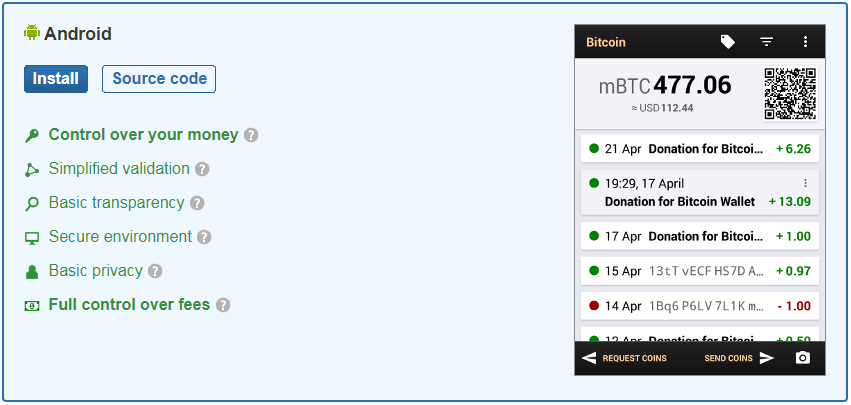 Android
Install
Source code
Control over your money ?
Simplified validation ?
Basic transparency ?
Secure environment ?
Basic privacy ?
Full control over fees ?
Bitcoin
mBTC 477.06
≈ USD 112.44
21 Apr Donation for Bitcoi... + 6.26
19:29, 17 April
Donation for Bitcoin Wallet + 13.09
17 Apr Donation for Bitcoi... + 1.00
15 Apr 13tT vECF HS7D A... + 0.97
14 Apr 1Bq6 P6LV 7L1K m... - 1.00
Donation for Bitcoi...
REQUEST COINS
SEND COINS